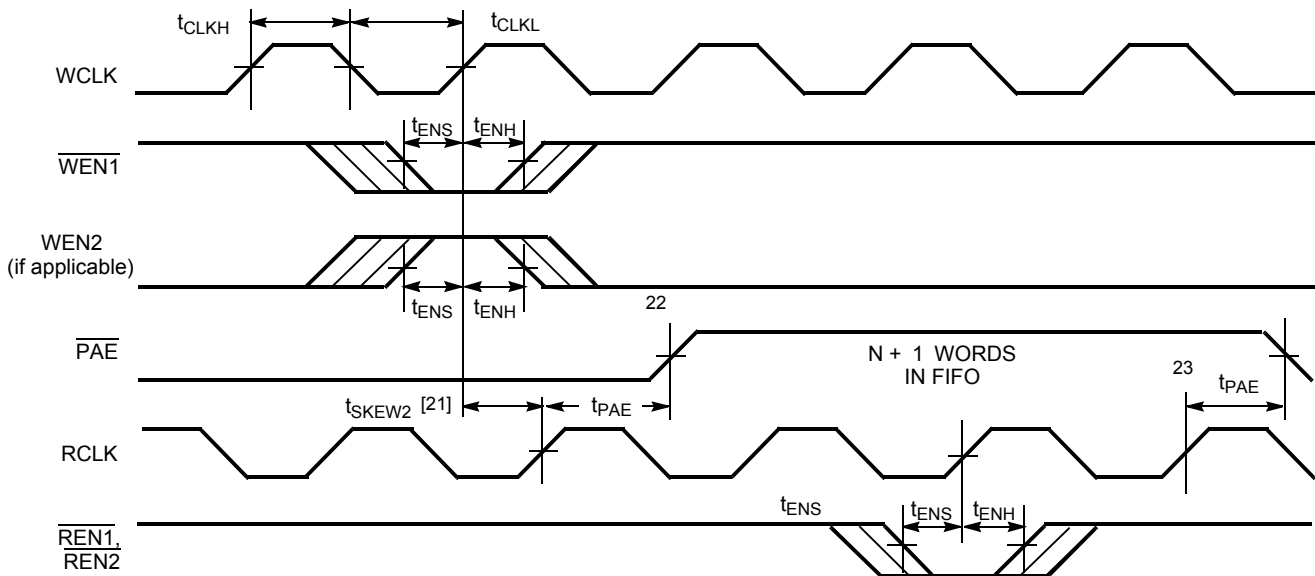 tCLKH tCLKL
WCLK
tENS tENH
WEN1
WEN2
(if applicable)
tENS tENH
22
PAE
N + 1 WORDS
IN FIFO
23
tPAE
tSKEW2 [21] tPAE
RCLK
tENS tENS tENH
REN1,
REN2